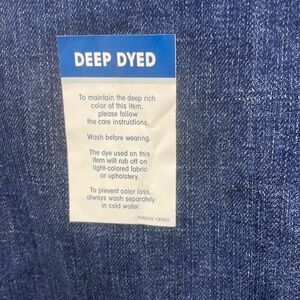 DEEP DYED
To maintain the deep rich
color of this item,
please follow
the care instructions.
Wash before wearing.
The dye used on this
item will rub off on
light-colored fabric
or upholstery.
To prevent color loss,
always wash separately
in cold water.